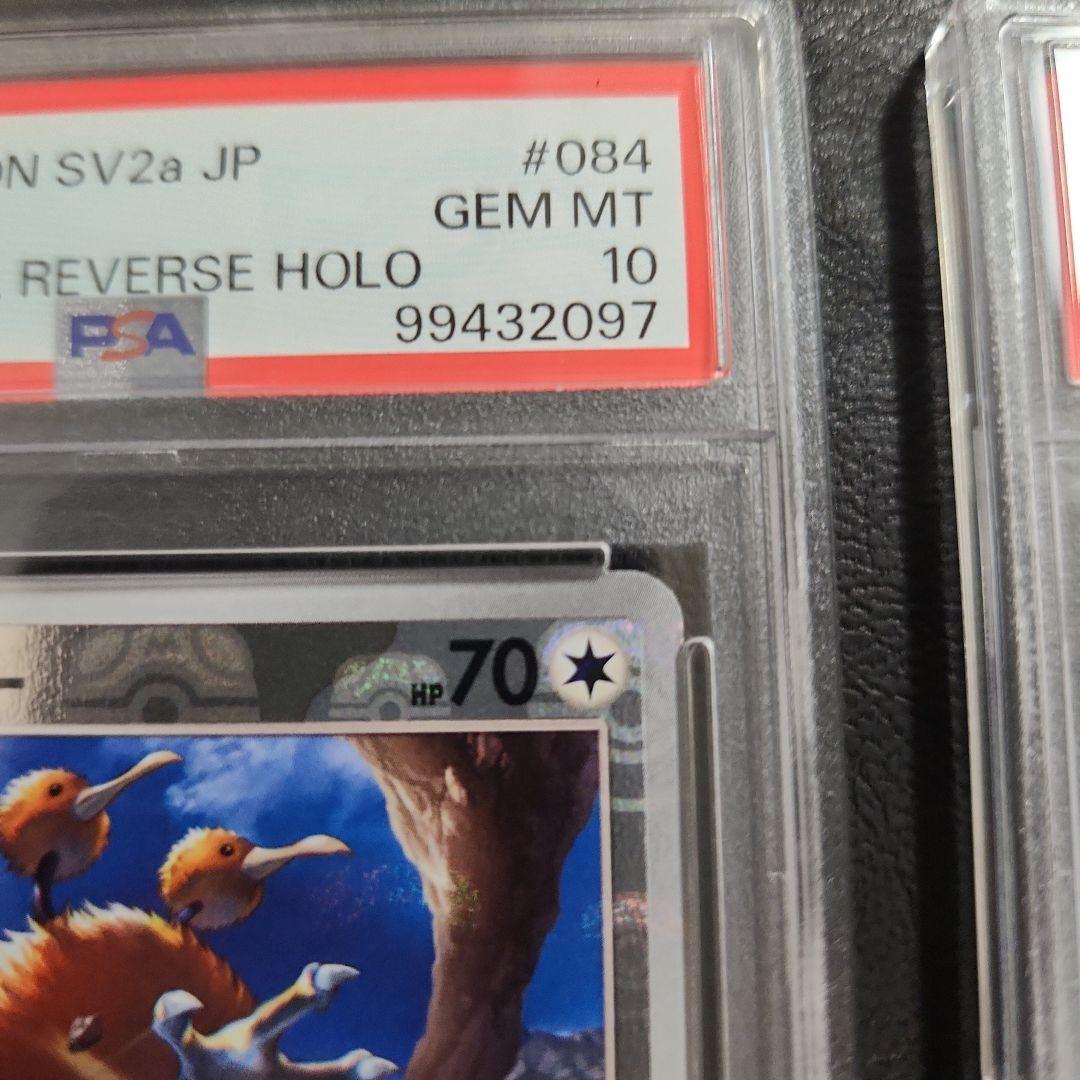 ON SV2a JP #084
GEM MT
REVERSE HOLO 10
PSA 99432097
HP 70